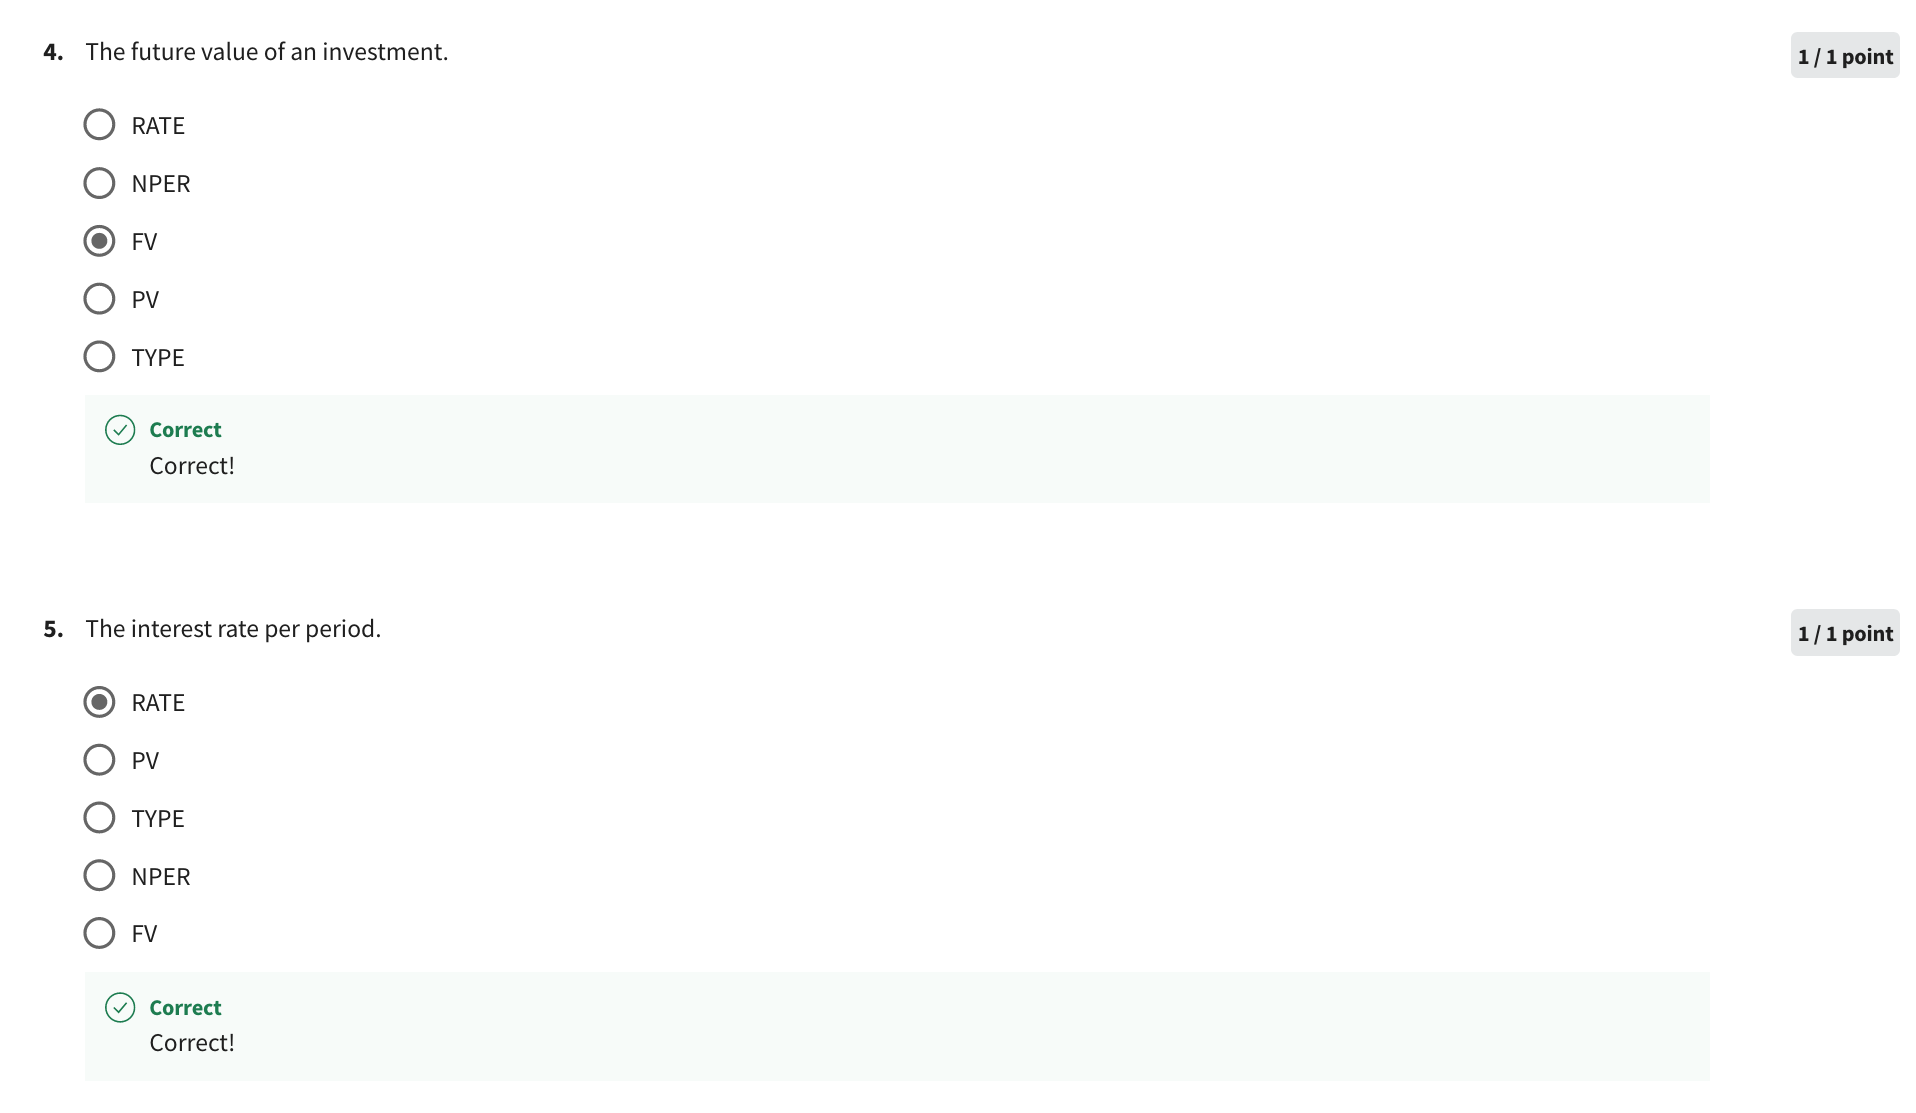 4. The future value of an investment.
1 / 1 point
RATE
NPER
FV
PV
TYPE
Correct
Correct!
5. The interest rate per period.
1 / 1 point
RATE
PV
TYPE
NPER
FV
Correct
Correct!